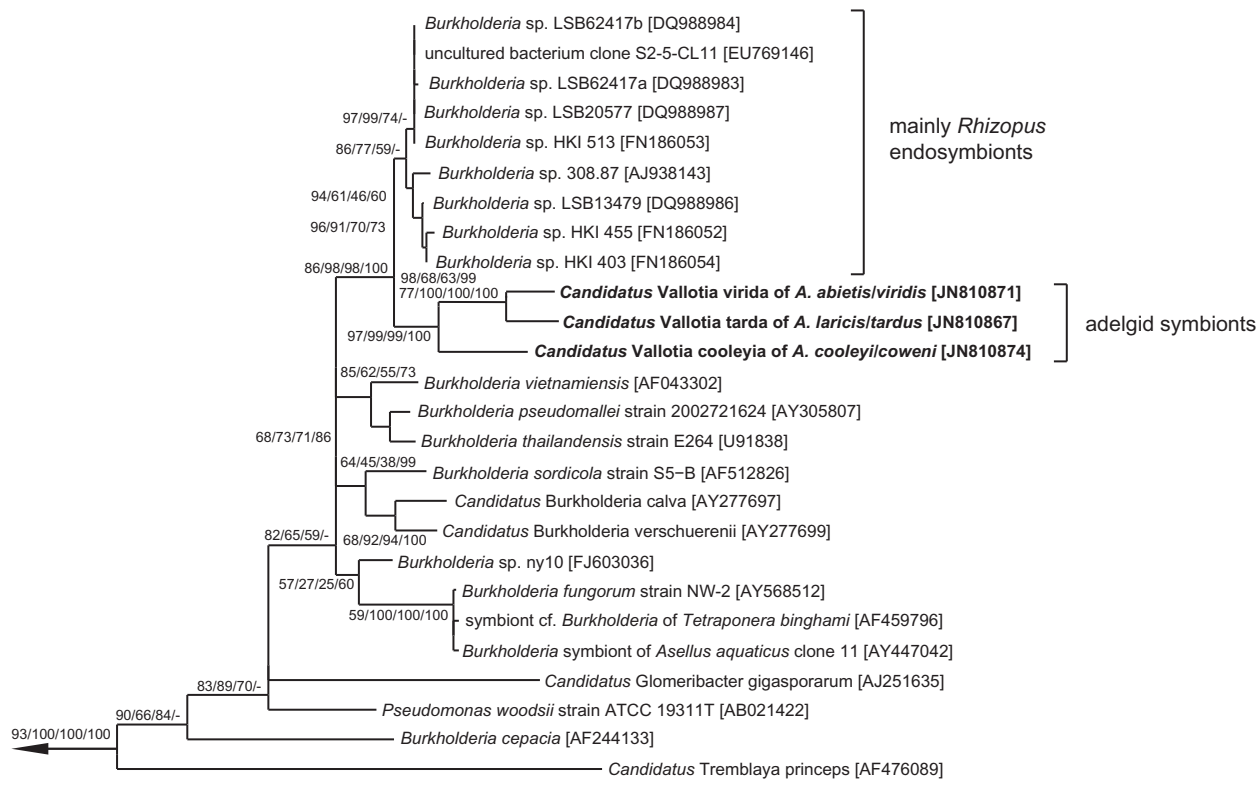 Burkholderia sp. LSB62417b [DQ988984]
uncultured bacterium clone S2-5-CL11 [EU769146]
Burkholderia sp. LSB62417a [DQ988983]
Burkholderia sp. LSB20577 [DQ988987]
97/99/74/-
mainly Rhizopus
endosymbionts
Burkholderia sp. HKI 513 [FN186053]
86/77/59/-
Burkholderia sp. 308.87 [AJ938143]
94/61/46/60
Burkholderia sp. LSB13479 [DQ988986]
96/91/70/73
Burkholderia sp. HKI 455 [FN186052]
Burkholderia sp. HKI 403 [FN186054]
86/98/98/100
98/68/63/99
77/100/100/100
Candidatus Vallotia virida of A. abietis/viridis [JN810871]
Candidatus Vallotia tarda of A. laricis/tardus [JN810867]
adelgid symbionts
97/99/99/100
Candidatus Vallotia cooleyia of A. cooleyi/coweni [JN810874]
85/62/55/73
Burkholderia vietnamiensis [AF043302]
Burkholderia pseudomallei strain 2002721624 [AY305807]
68/73/71/86
Burkholderia thailandensis strain E264 [U91838]
64/45/38/99
Burkholderia sordicola strain S5−B [AF512826]
Candidatus Burkholderia calva [AY277697]
Candidatus Burkholderia verschuerenii [AY277699]
82/65/59/-
68/92/94/100
Burkholderia sp. ny10 [FJ603036]
57/27/25/60
Burkholderia fungorum strain NW-2 [AY568512]
59/100/100/100
symbiont cf. Burkholderia of Tetraponera binghami [AF459796]
Burkholderia symbiont of Asellus aquaticus clone 11 [AY447042]
Candidatus Glomeribacter gigasporarum [AJ251635]
83/89/70/-
Pseudomonas woodsii strain ATCC 19311T [AB021422]
90/66/84/-
93/100/100/100
Burkholderia cepacia [AF244133]
Candidatus Tremblaya princeps [AF476089]